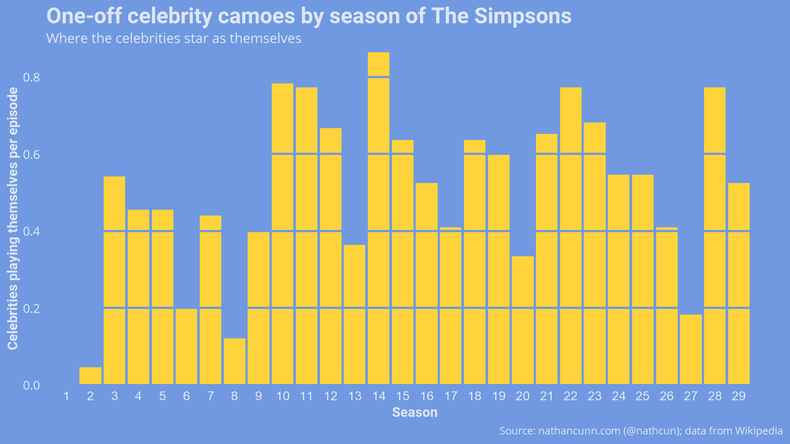 One-off celebrity camoes by season of The Simpsons
Where the celebrities star as themselves
Celebrities playing themselves per episode
0.8
0.6
0.4
0.2
0.0
1 2 3 4 5 6 7 8 9 10 11 12 13 14 15 16 17 18 19 20 21 22 23 24 25 26 27 28 29
Season
Source: nathancunn.com (@nathcun); data from Wikipedia